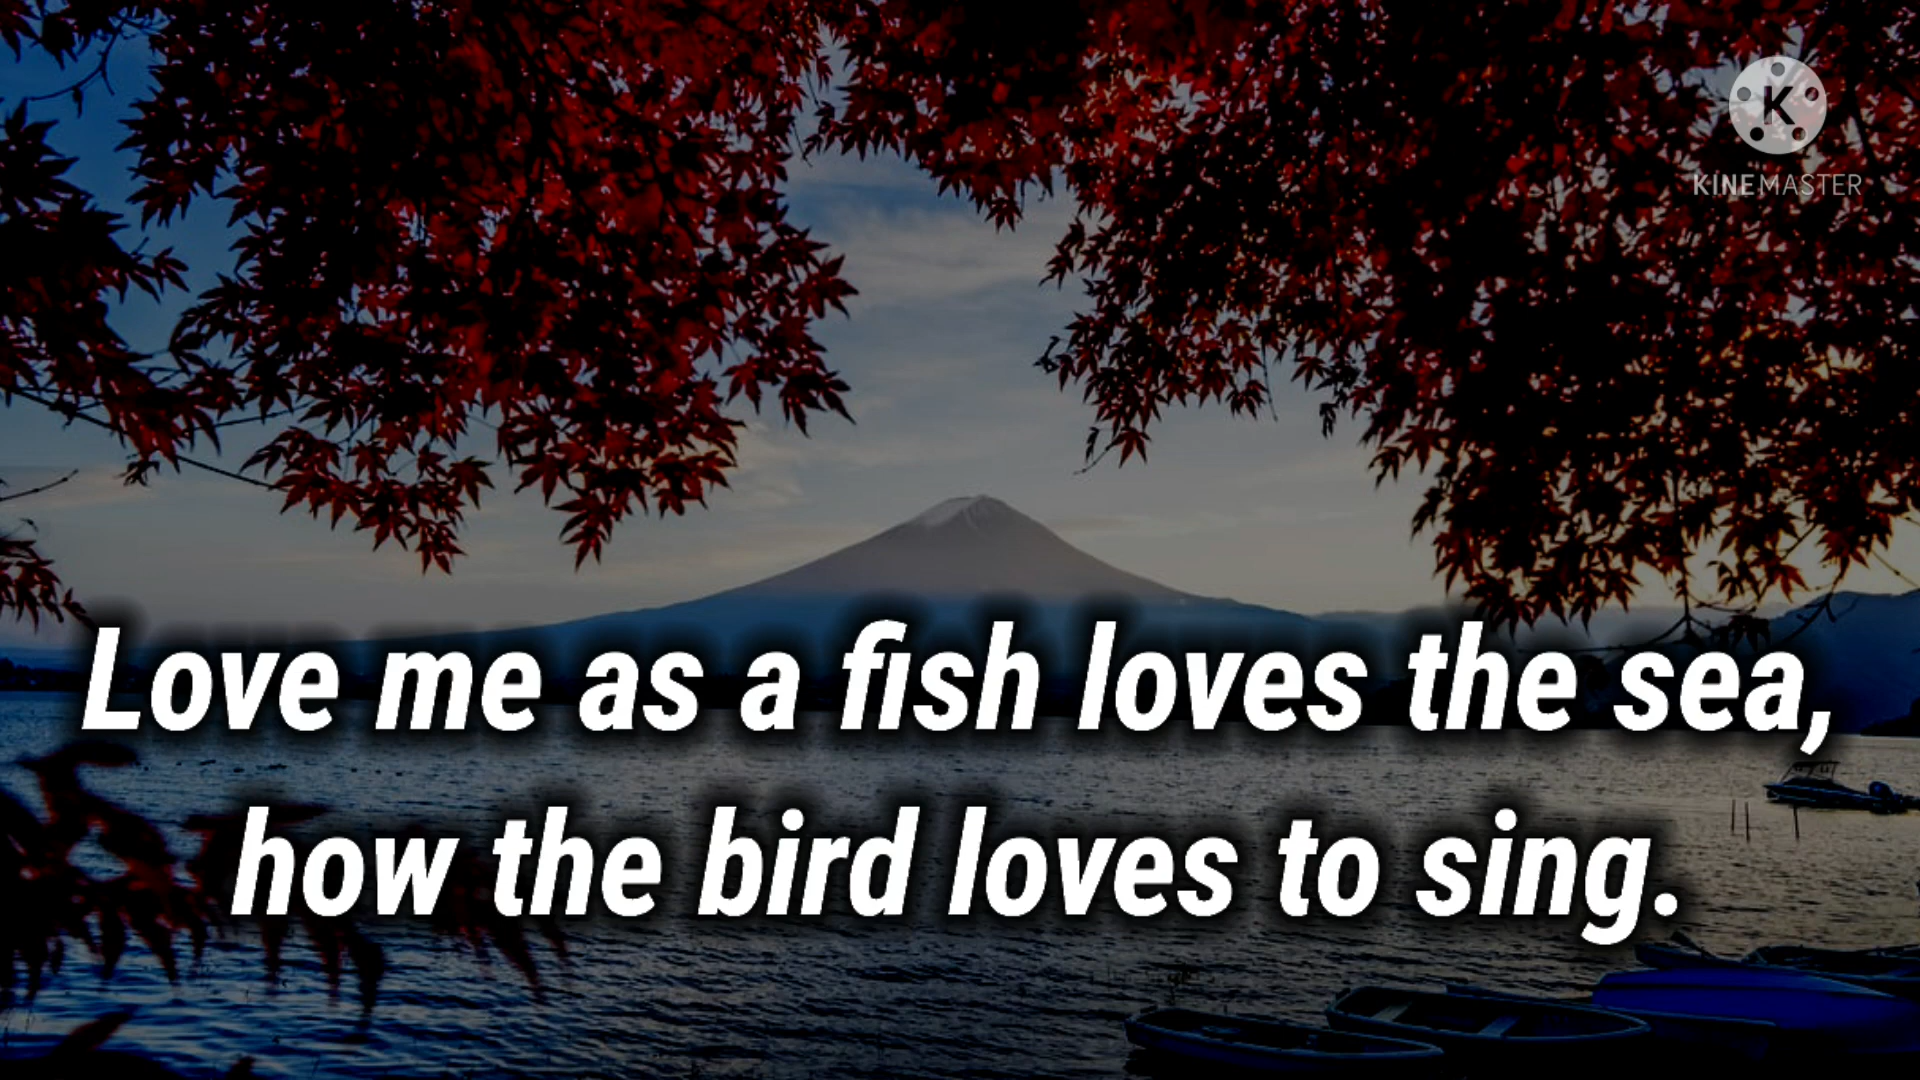 K
KINEMASTER
Love me as a fish loves the sea,
how the bird loves to sing.